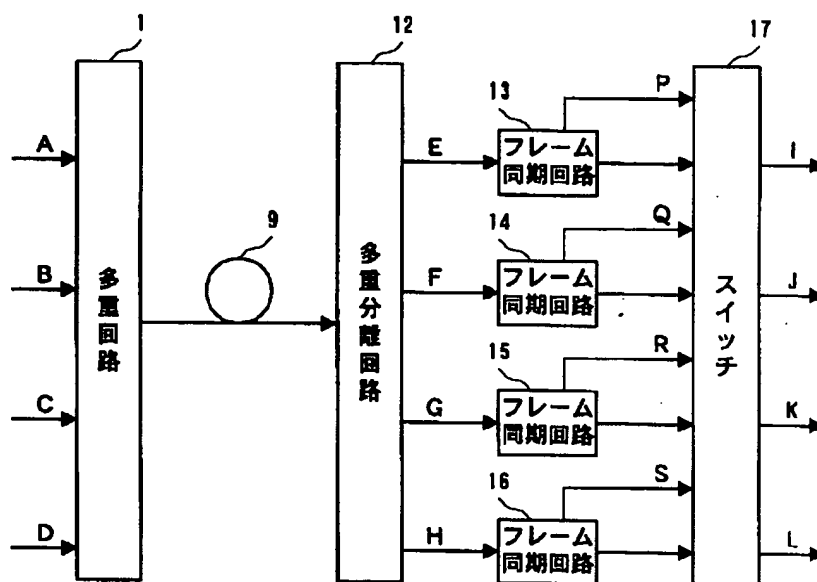 1
12
17
A
B
C
D
多重回路
9
多重分離回路
E
F
G
H
13
フレーム
同期回路
P
14
フレーム
同期回路
Q
15
フレーム
同期回路
R
16
フレーム
同期回路
S
スイッチ
I
J
K
L